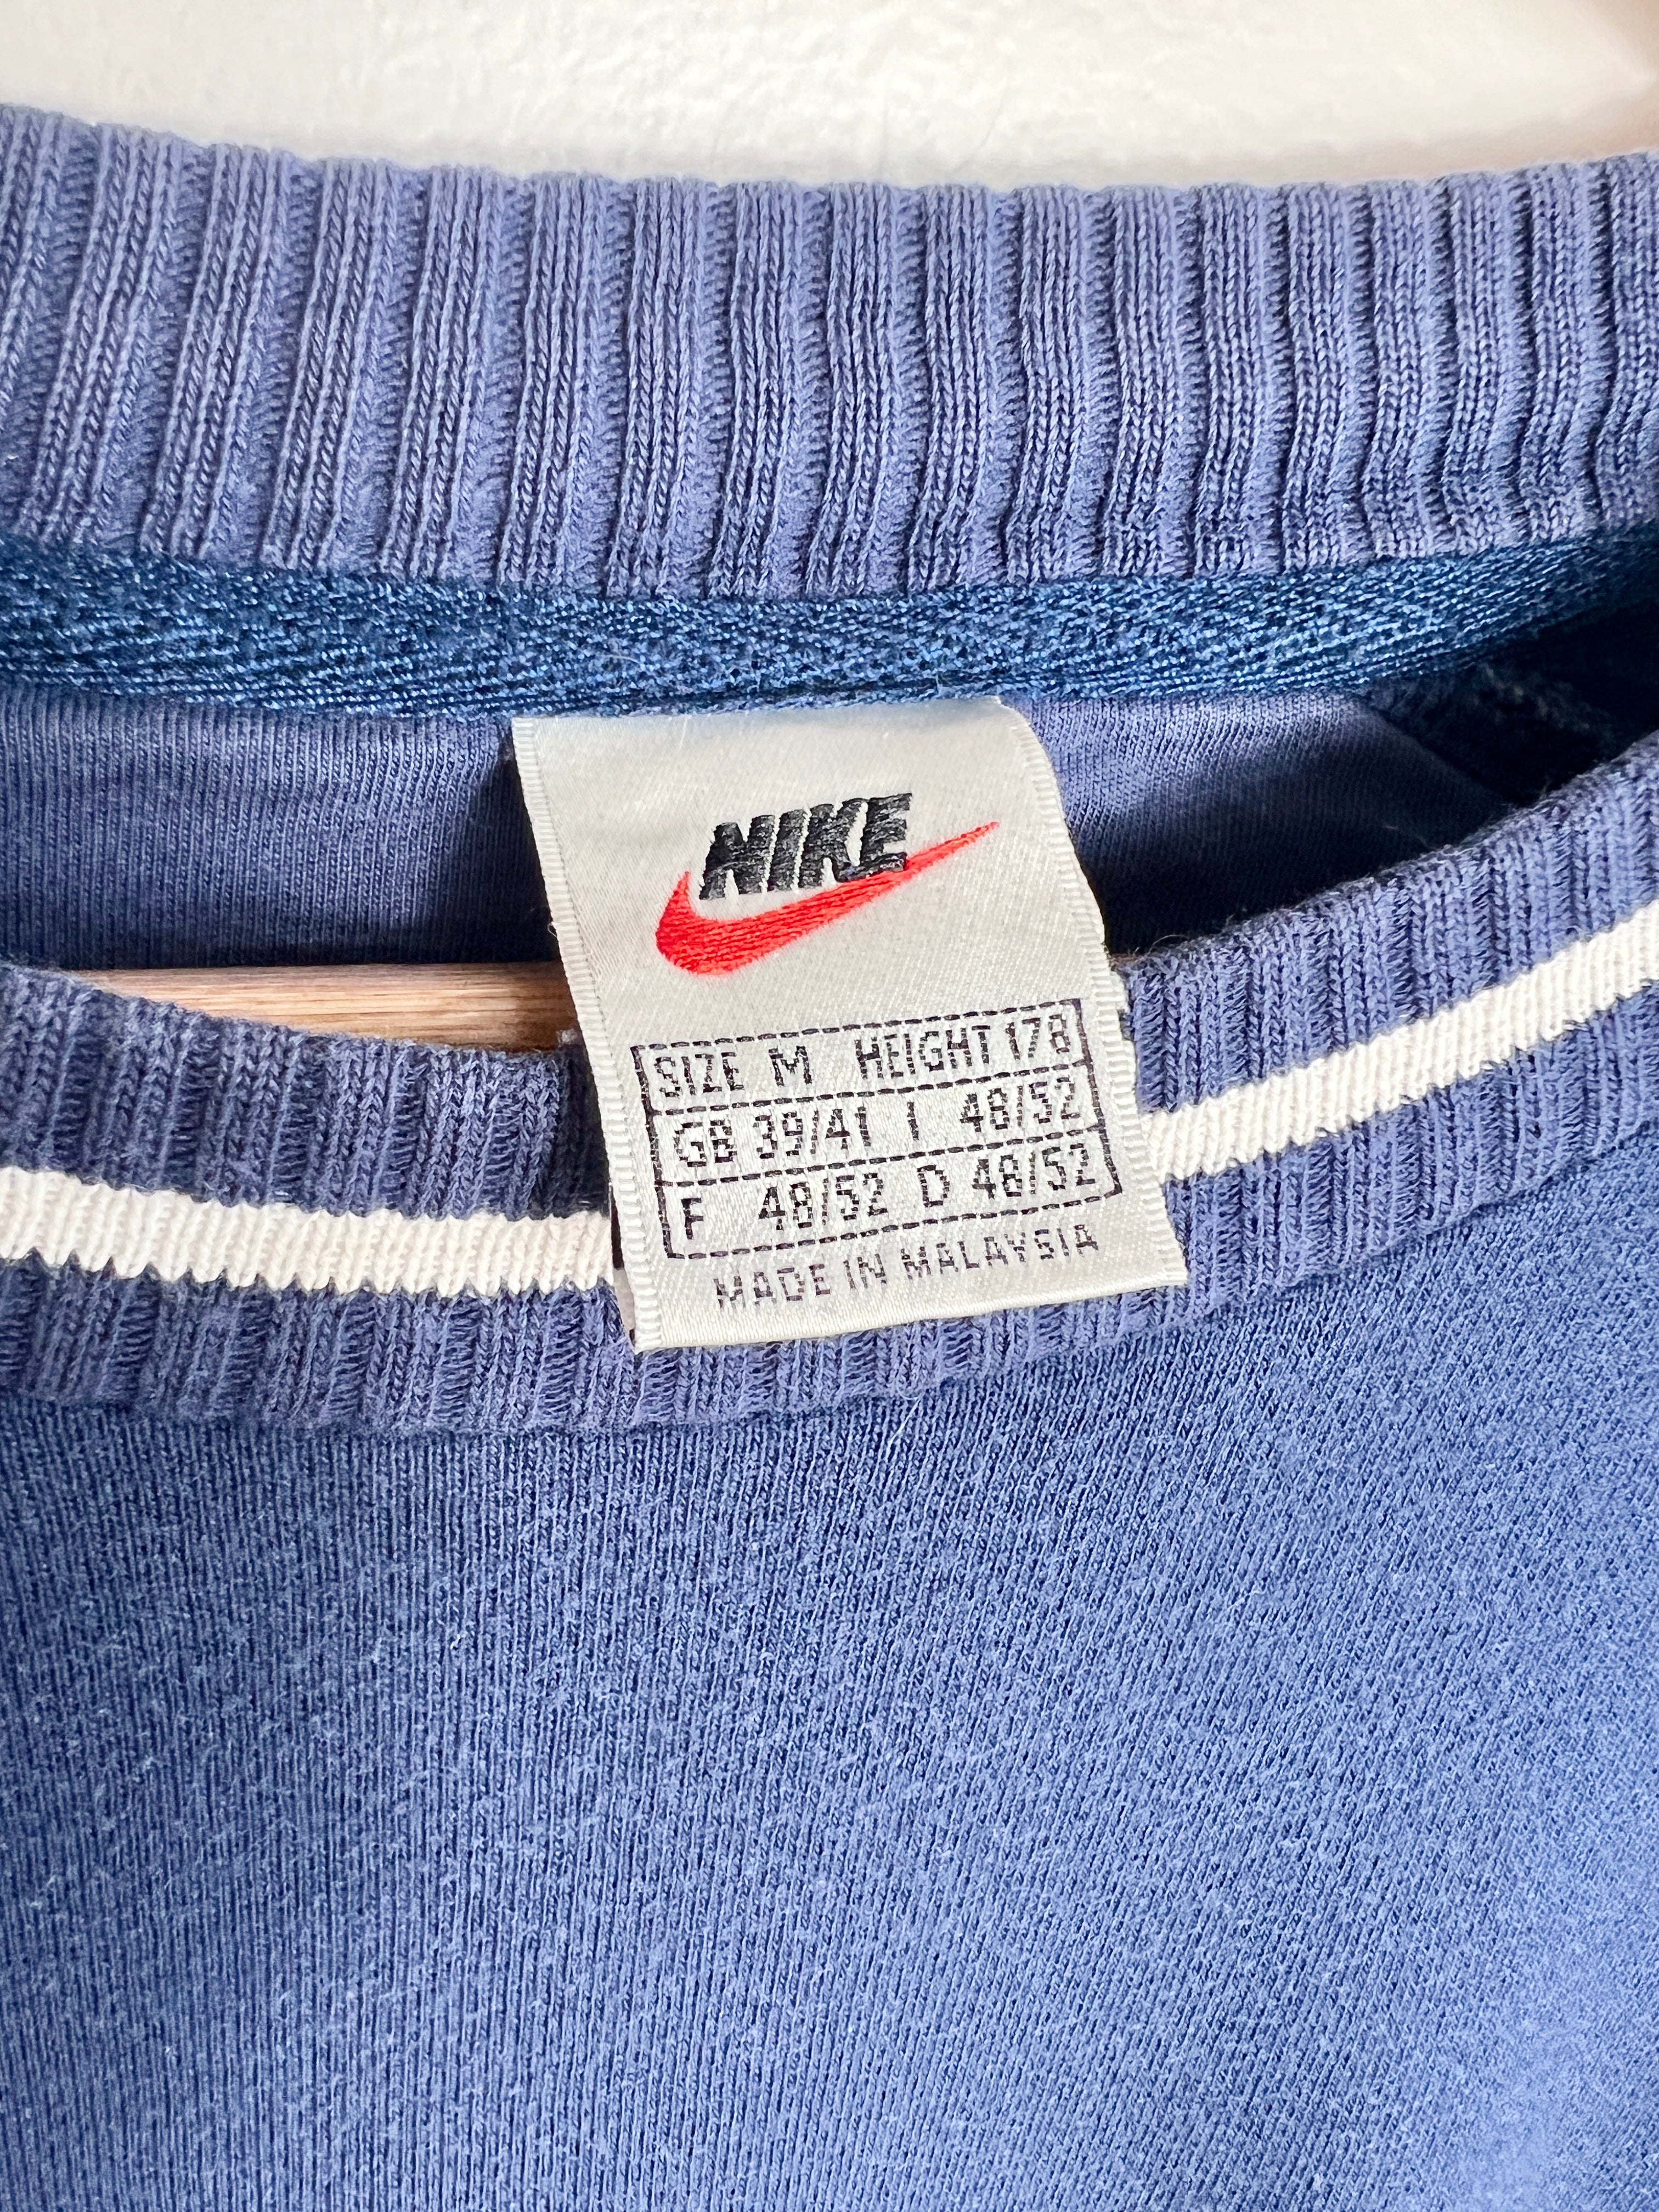 NIKE
SIZE M HEIGHT 178
GB 39/41 I 48/52
F 48/52 D 48/52
MADE IN MALAYSIA